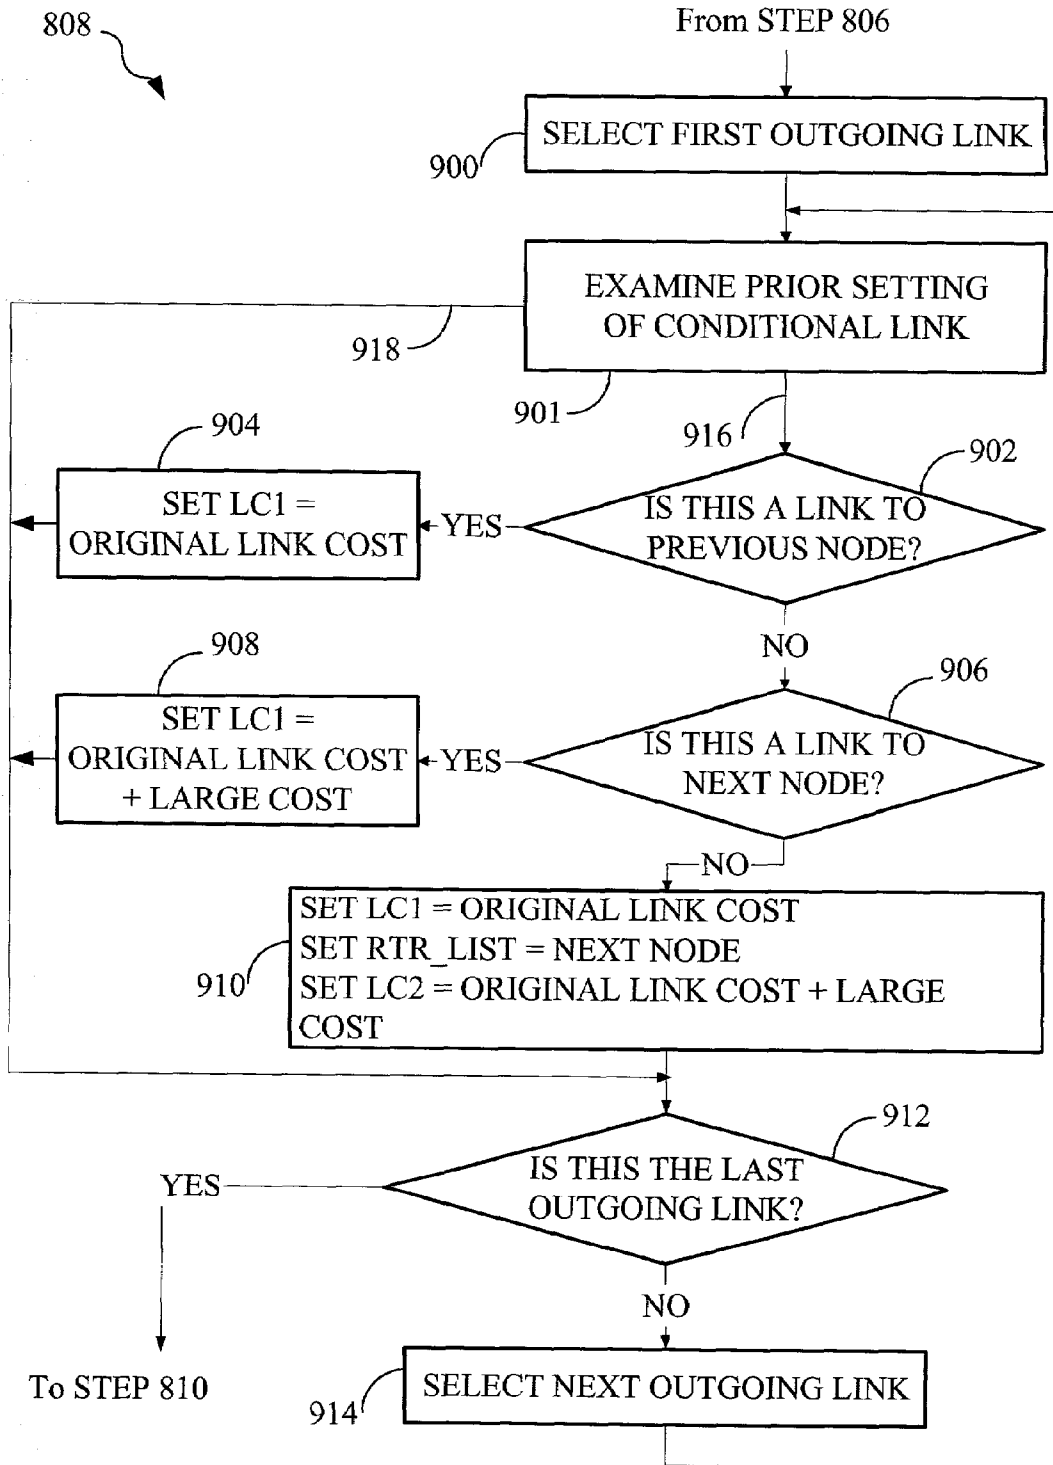 808
From STEP 806
SELECT FIRST OUTGOING LINK
900
EXAMINE PRIOR SETTING
OF CONDITIONAL LINK
918
901
916
904
902
SET LC1 =
ORIGINAL LINK COST
YES
IS THIS A LINK TO
PREVIOUS NODE?
NO
908
906
SET LC1 =
ORIGINAL LINK COST
+ LARGE COST
YES
IS THIS A LINK TO
NEXT NODE?
NO
SET LC1 = ORIGINAL LINK COST
SET RTR_LIST = NEXT NODE
SET LC2 = ORIGINAL LINK COST + LARGE
COST
910
912
IS THIS THE LAST
OUTGOING LINK?
YES
NO
To STEP 810
SELECT NEXT OUTGOING LINK
914